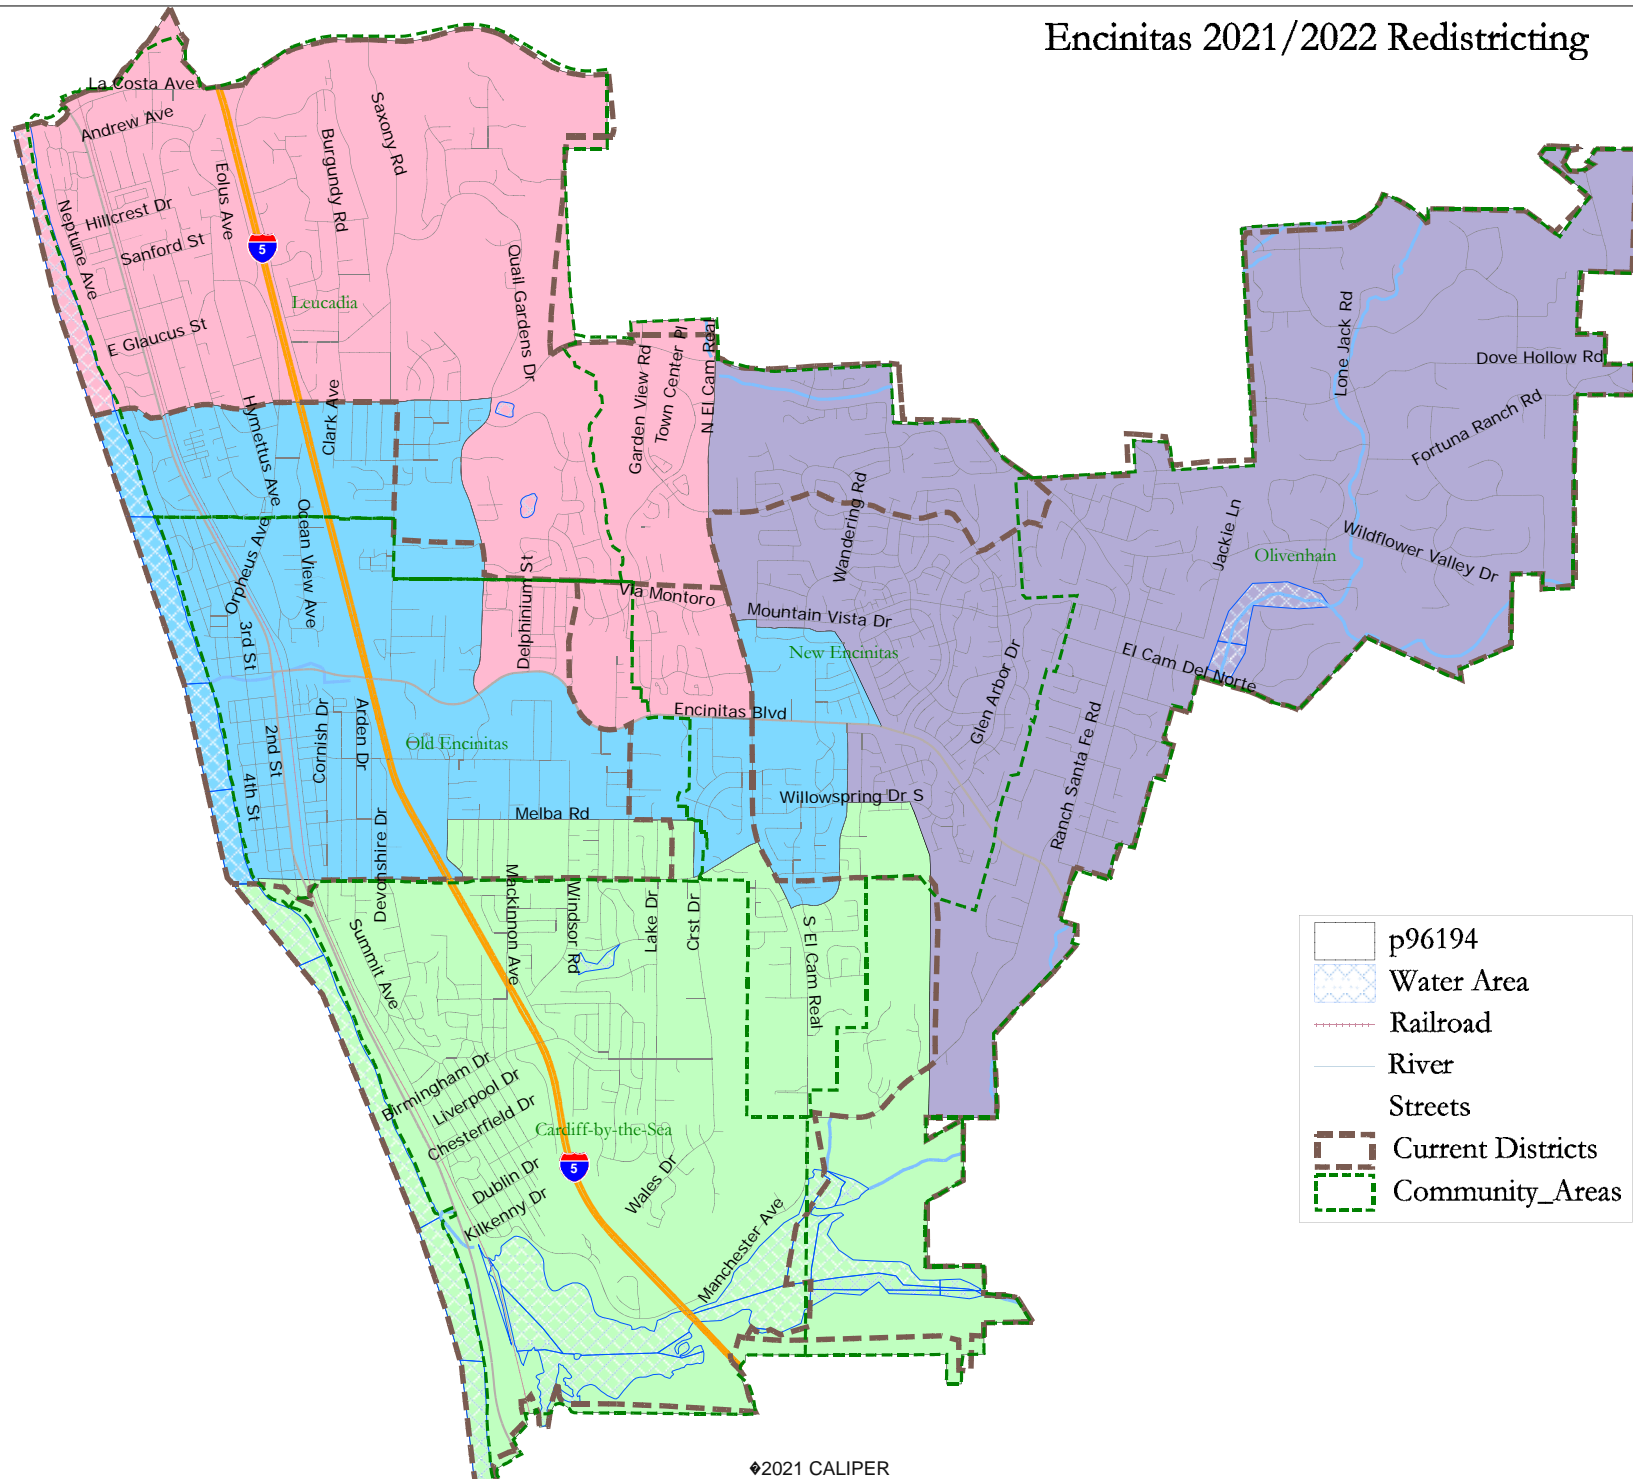 Encinitas 2021/2022 Redistricting
La Costa Ave
Andrew Ave
Saxony Rd
Burgundy Rd
Eolus Ave
Neptune Ave
Hillcrest Dr
Sanford St
5
Quail Gardens Dr
Leucadia
E Glaucus St
Garden View Rd
Town Center Pl
N El Cam Real
Lone Jack Rd
Dove Hollow Rd
Fortuna Ranch Rd
Hymettus Ave
Clark Ave
Wandering Rd
Jackie Ln
Wildflower Valley Dr
Olivenhain
Orpheus Ave
Ocean View Ave
Delphinium St
Via Montoro
Mountain Vista Dr
New Encinitas
3rd St
El Cam Del Norte
Glen Arbor Dr
Encinitas Blvd
Ranch Santa Fe Rd
2nd St
Cornish Dr
Arden Dr
Old Encinitas
4th St
Willowspring Dr S
Melba Rd
Devonshire Dr
Mackinnon Ave
Windsor Rd
Lake Dr
Crst Dr
S El Cam Real
Summit Ave
Birmingham Dr
Liverpool Dr
Chesterfield Dr
Cardiff-by-the-Sea
5
Dublin Dr
Kilkenny Dr
Wales Dr
Manchester Ave
p96194
Water Area
Railroad
River
Streets
Current Districts
Community_Areas
�2021 CALIPER